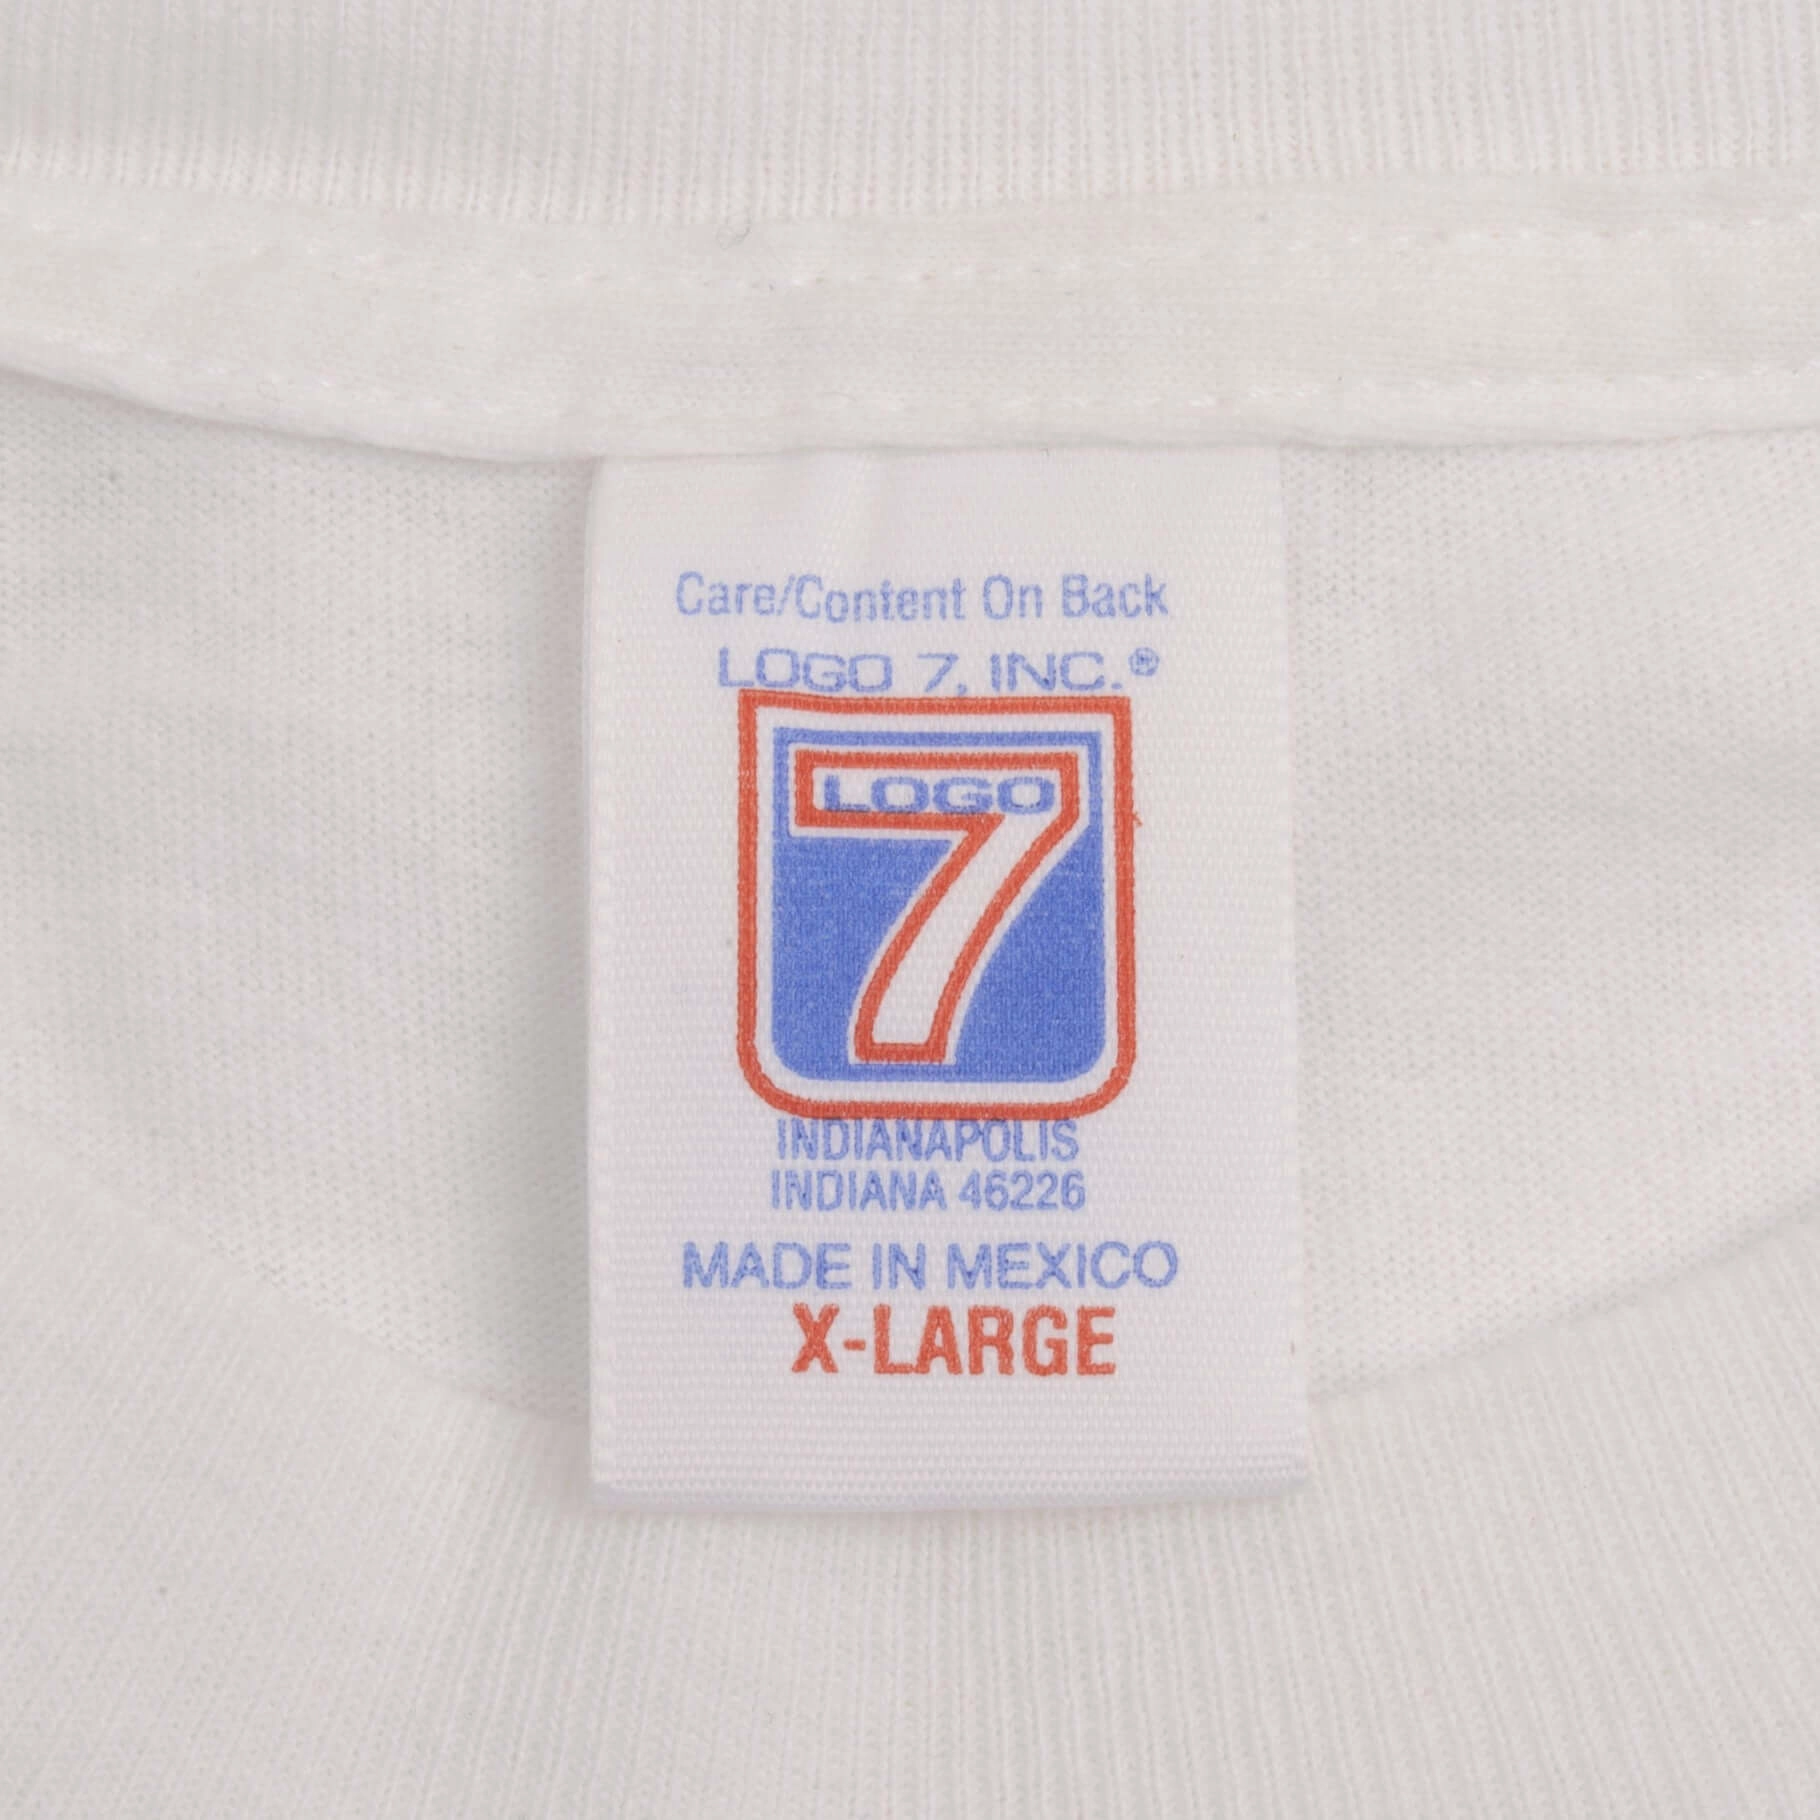 Care/Content On Back
LOGO 7, INC.®
LOGO
7
INDIANAPOLIS
INDIANA 46226
MADE IN MEXICO
X-LARGE